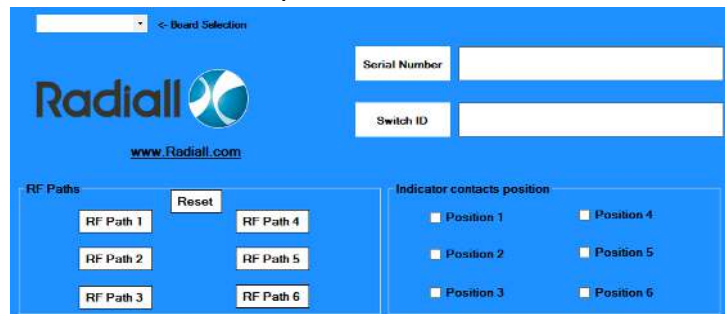 <- Board Selection
Serial Number
Radiall
Switch ID
www.Radiall.com
RF Paths
Reset
RF Path 1
RF Path 4
RF Path 2
RF Path 5
RF Path 3
RF Path 6
Indicator contacts position
Position 1
Position 4
Position 2
Position 5
Position 3
Position 6